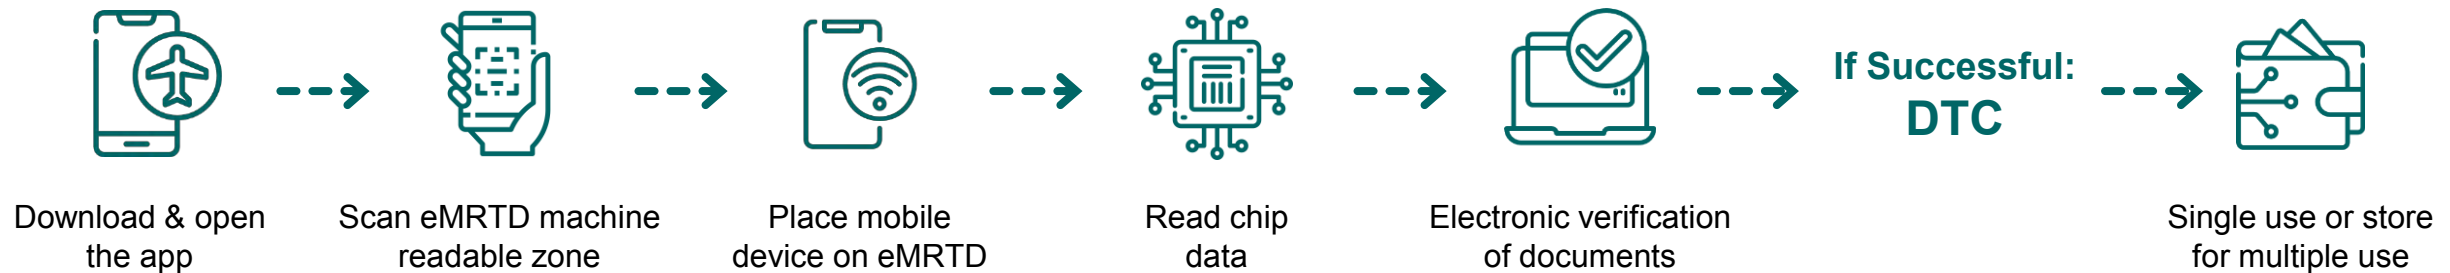 If Successful:
DTC
Download & open
the app
Scan eMRTD machine
readable zone
Place mobile
device on eMRTD
Read chip
data
Electronic verification
of documents
Single use or store
for multiple use